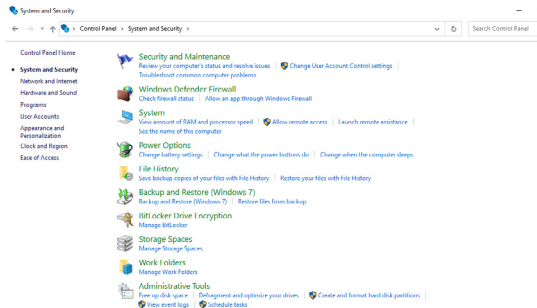 System and Security
Control Panel > System and Security >
Search Control Panel
Control Panel Home
System and Security
Network and Internet
Hardware and Sound
Programs
User Accounts
Appearance and
Personalization
Clock and Region
Ease of Access
Security and Maintenance
Review your computer's status and resolve issues | Change User Account Control settings |
Troubleshoot common computer problems
Windows Defender Firewall
Check firewall status | Allow an app through Windows Firewall
System
View amount of RAM and processor speed | Allow remote access | Launch remote assistance |
See the name of this computer
Power Options
Change battery settings | Change what the power buttons do | Change when the computer sleeps
File History
Save backup copies of your files with File History | Restore your files with File History
Backup and Restore (Windows 7)
Backup and Restore (Windows 7) | Restore files from backup
BitLocker Drive Encryption
Manage BitLocker
Storage Spaces
Manage Storage Spaces
Work Folders
Manage Work Folders
Administrative Tools
Free up disk space | Defragment and optimize your drives | Create and format hard disk partitions |
View event logs | Schedule tasks